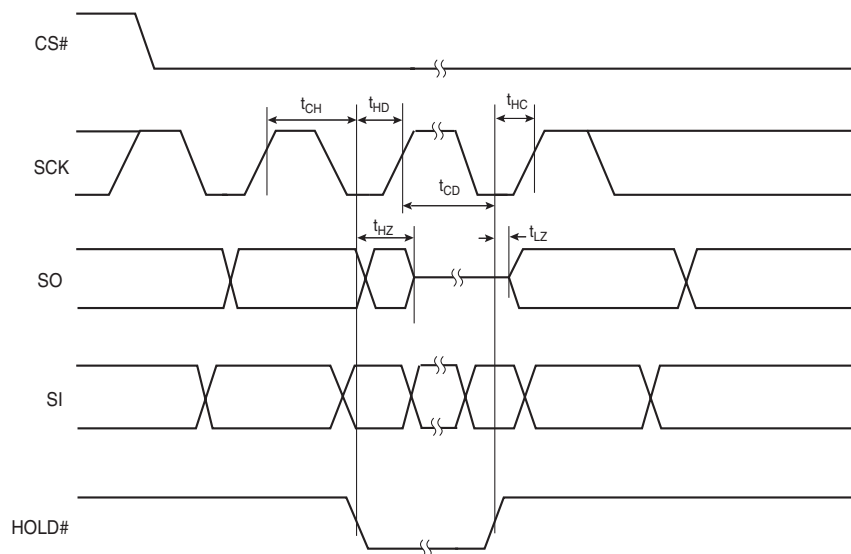 CS#
tCH
tHD
tHC
SCK
tCD
tHZ
tLZ
SO
SI
HOLD#